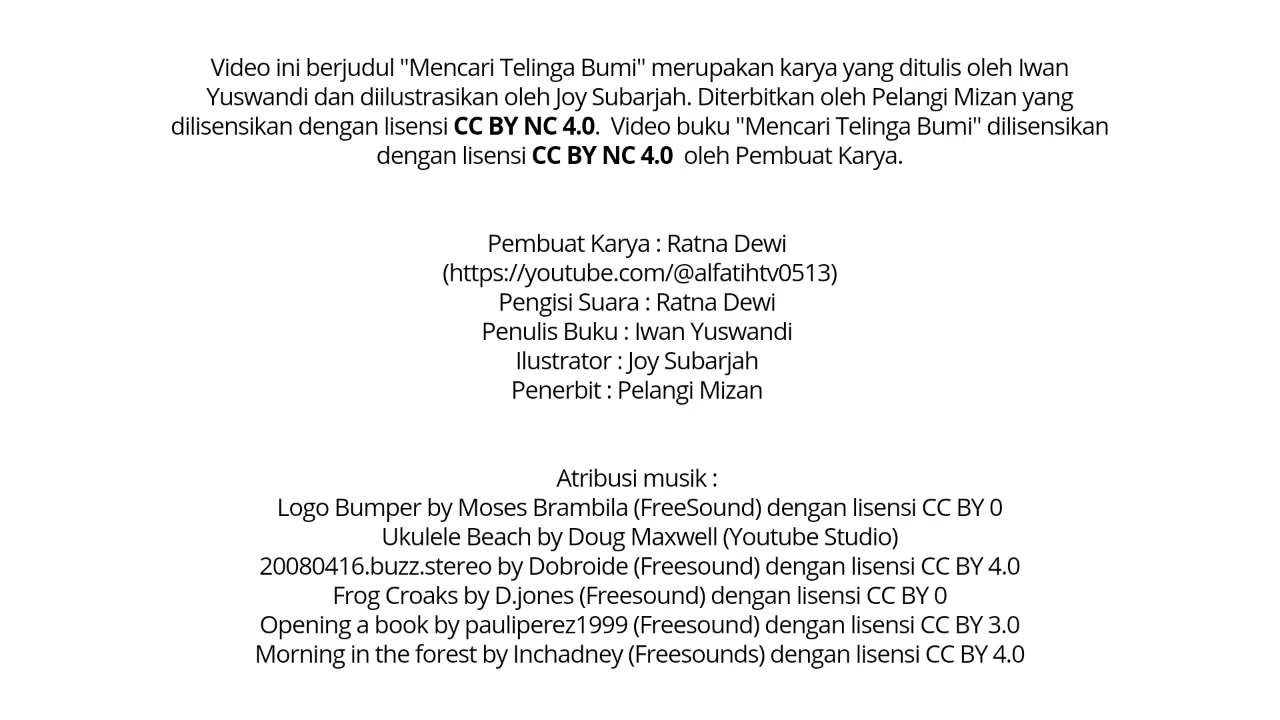 Video ini berjudul "Mencari Telinga Bumi" merupakan karya yang ditulis oleh Iwan
Yuswandi dan diilustrasikan oleh Joy Subarjah. Diterbitkan oleh Pelangi Mizan yang
dilisensikan dengan lisensi CC BY NC 4.0.  Video buku "Mencari Telinga Bumi" dilisensikan
dengan lisensi CC BY NC 4.0  oleh Pembuat Karya.
Pembuat Karya : Ratna Dewi
(https://youtube.com/@alfatihtv0513)
Pengisi Suara : Ratna Dewi
Penulis Buku : Iwan Yuswandi
Ilustrator : Joy Subarjah
Penerbit : Pelangi Mizan
Atribusi musik :
Logo Bumper by Moses Brambila (FreeSound) dengan lisensi CC BY 0
Ukulele Beach by Doug Maxwell (Youtube Studio)
20080416.buzz.stereo by Dobroide (Freesound) dengan lisensi CC BY 4.0
Frog Croaks by D.jones (Freesound) dengan lisensi CC BY 0
Opening a book by pauliperez1999 (Freesound) dengan lisensi CC BY 3.0
Morning in the forest by Inchadney (Freesounds) dengan lisensi CC BY 4.0